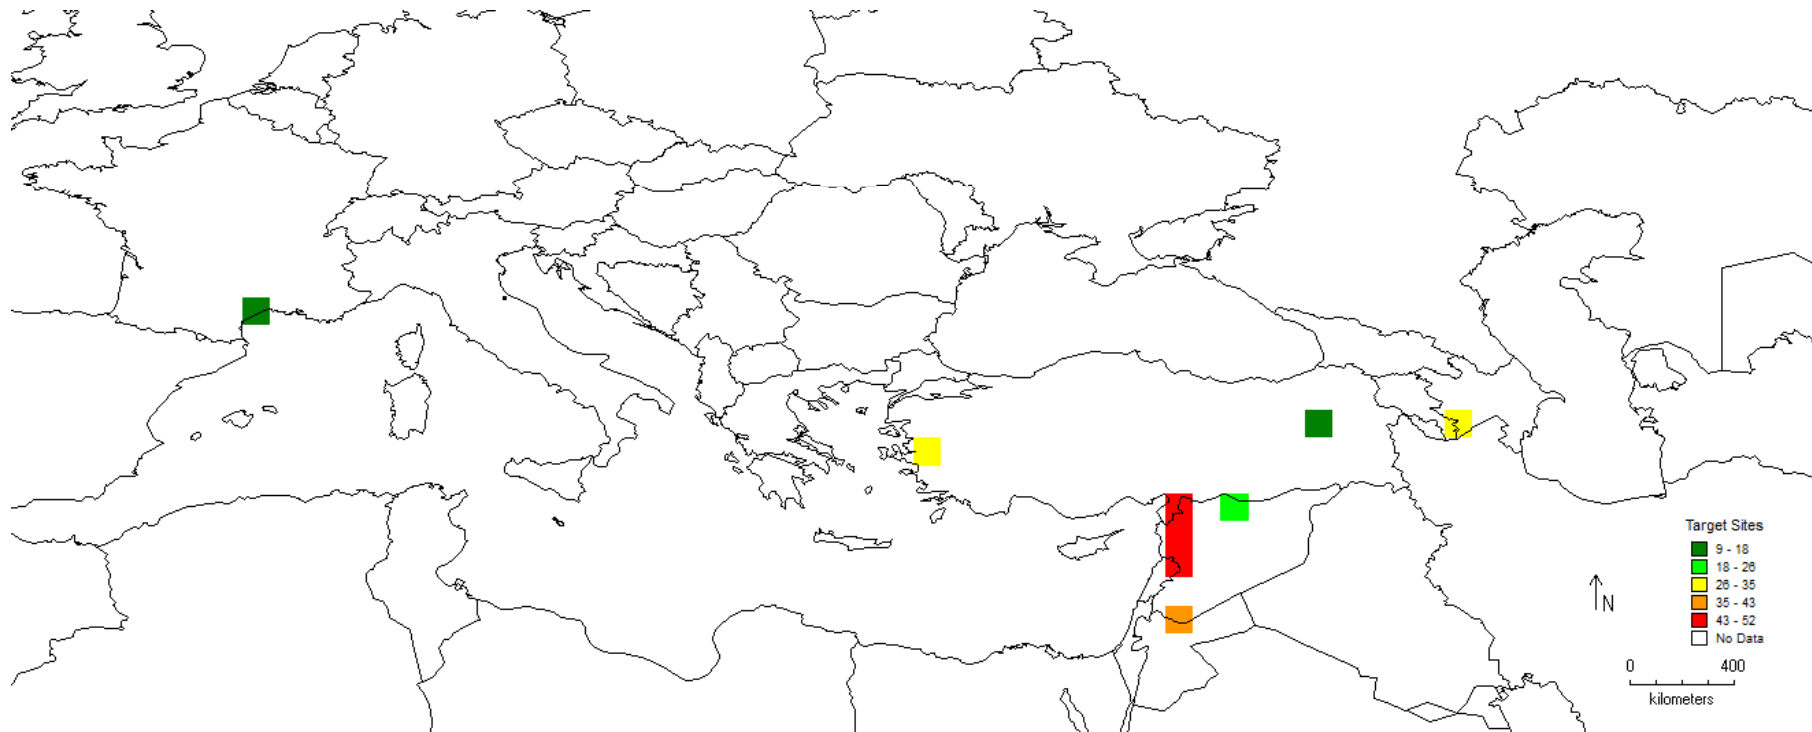 Target Sites
9 - 18
18 - 26
26 - 35
35 - 43
43 - 52
No Data
N
0 400
kilometers